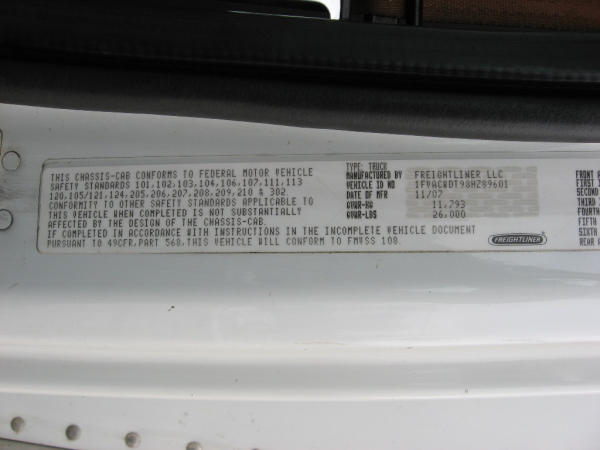 THIS CHASSIS-CAB CONFORMS TO FEDERAL MOTOR VEHICLE
SAFETY STANDARDS 101,102,103,104,106,107,111,113
120,105/121,124,205,206,207,208,209,210 & 302.
CONFORMITY TO OTHER SAFETY STANDARDS APPLICABLE TO
THIS VEHICLE WHEN COMPLETED IS NOT SUBSTANTIALLY
AFFECTED BY THE DESIGN OF THE CHASSIS-CAB.
IF COMPLETED IN ACCORDANCE WITH INSTRUCTIONS IN THE INCOMPLETE VEHICLE DOCUMENT
PURSUANT TO 49CFR,PART 568,THIS VEHICLE WILL CONFORM TO FMVSS 108.
TYPE: TRUCK
MANUFACTURED BY FREIGHTLINER LLC
VEHICLE ID NO.
DATE OF MFR 11/07
GVWR-KG 11,793
GVWR-LBS 26,000
FREIGHTLINER
FRONT
FIRST
SECOND
THIRD
FOURTH
FIFTH
SIXTH
REAR